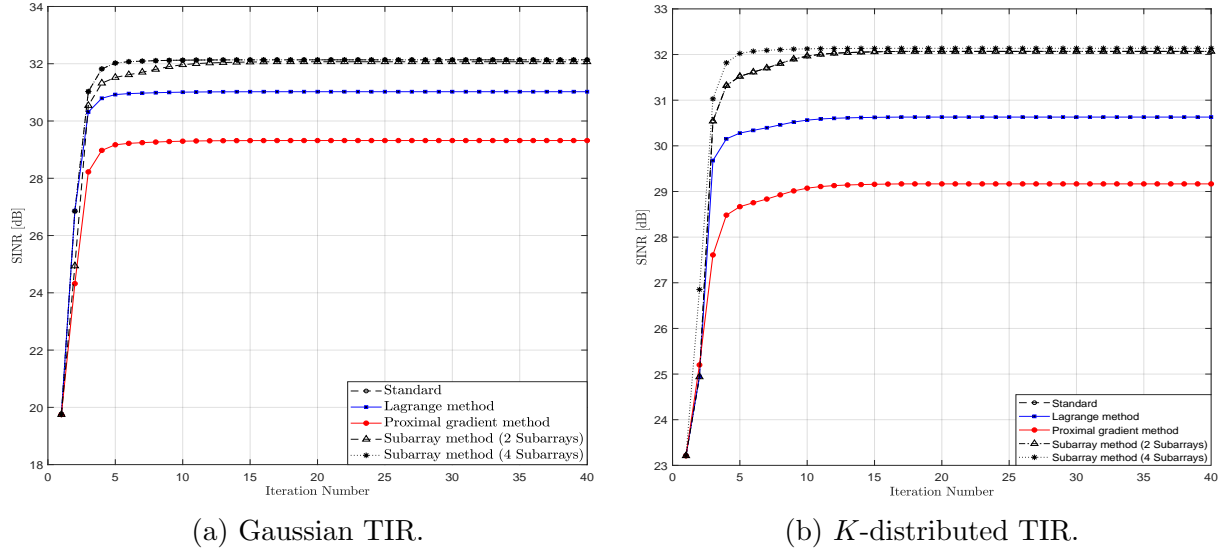 34
32
30
28
26
24
22
20
18
SINR [dB]
0 5 10 15 20 25 30 35 40
Iteration Number
Standard
Lagrange method
Proximal gradient method
Subarray method (2 Subarrays)
Subarray method (4 Subarrays)
(a) Gaussian TIR.
33
32
31
30
29
28
27
26
25
24
23
SINR [dB]
0 5 10 15 20 25 30 35 40
Iteration Number
Standard
Lagrange method
Proximal gradient method
Subarray method (2 Subarrays)
Subarray method (4 Subarrays)
(b) K-distributed TIR.